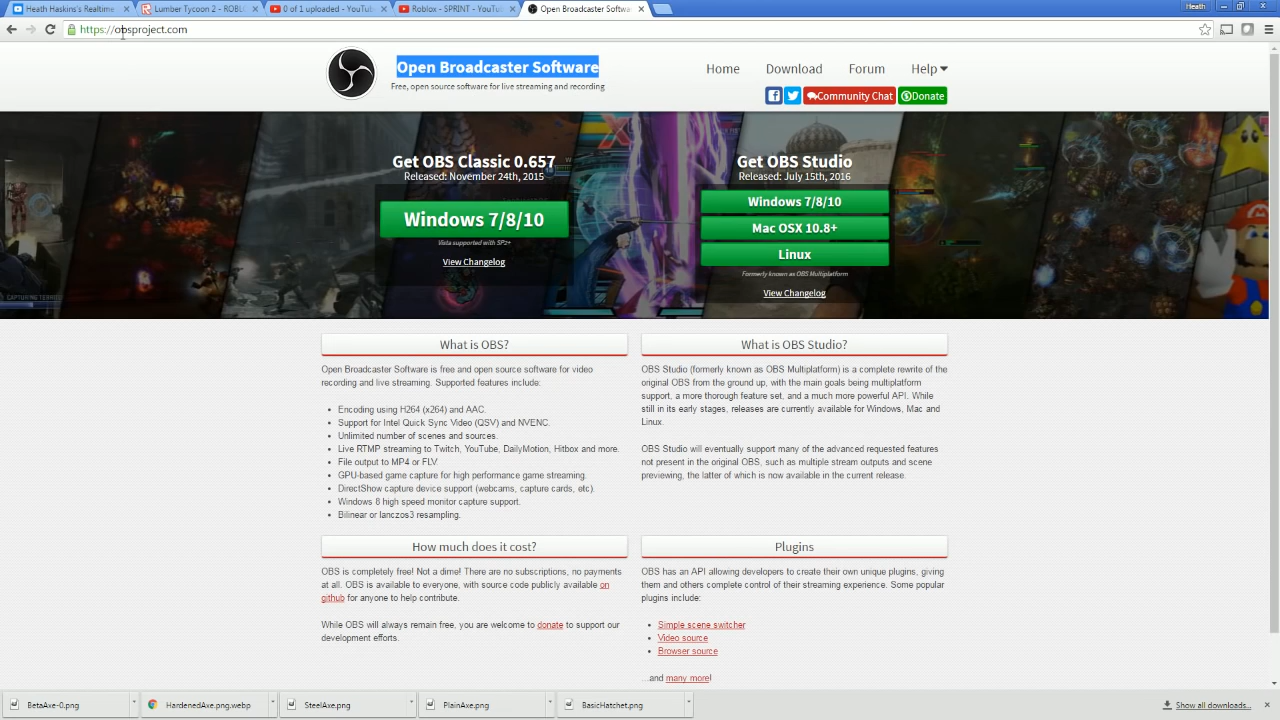 Heath Haskins's Realtime
Lumber Tycoon 2 - ROBL
0 of 1 uploaded - YouTu
Roblox - SPRINT - YouTu
Open Broadcaster Softwa
Heath
https://obsproject.com
Open Broadcaster Software
Free, open source software for live streaming and recording
Home Download Forum Help
Community Chat Donate
Get OBS Classic 0.657
Released: November 24th, 2015
Windows 7/8/10
Vista supported with SP2+
View Changelog
Get OBS Studio
Released: July 15th, 2016
Windows 7/8/10
Mac OSX 10.8+
Linux
Formerly known as OBS Multiplatform
View Changelog
What is OBS?
Open Broadcaster Software is free and open source software for video
recording and live streaming. Supported features include:
Encoding using H264 (x264) and AAC.
Support for Intel Quick Sync Video (QSV) and NVENC.
Unlimited number of scenes and sources.
Live RTMP streaming to Twitch, YouTube, DailyMotion, Hitbox and more.
File output to MP4 or FLV.
GPU-based game capture for high performance game streaming.
DirectShow capture device support (webcams, capture cards, etc).
Windows 8 high speed monitor capture support.
Bilinear or lanczos3 resampling.
What is OBS Studio?
OBS Studio (formerly known as OBS Multiplatform) is a complete rewrite of the
original OBS from the ground up, with the main goals being multiplatform
support, a more thorough feature set, and a much more powerful API. While
still in its early stages, releases are currently available for Windows, Mac and
Linux.
OBS Studio will eventually support many of the advanced requested features
not present in the original OBS, such as multiple stream outputs and scene
previewing, the latter of which is now available in the current release.
How much does it cost?
OBS is completely free! Not a dime! There are no subscriptions, no payments
at all. OBS is available to everyone, with source code publicly available on
github for anyone to help contribute.
While OBS will always remain free, you are welcome to donate to support our
development efforts.
Plugins
OBS has an API allowing developers to create their own unique plugins, giving
them and others complete control of their streaming experience. Some popular
plugins include:
Simple scene switcher
Video source
Browser source
...and many more!
BetaAxe-0.png
HardenedAxe.png.webp
SteelAxe.png
PlainAxe.png
BasicHatchet.png
Show all downloads...